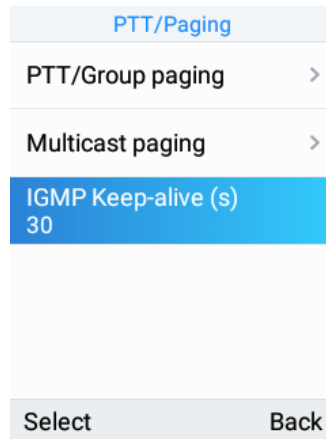 PTT/Paging
PTT/Group paging
Multicast paging
IGMP Keep-alive (s)
30
Select Back